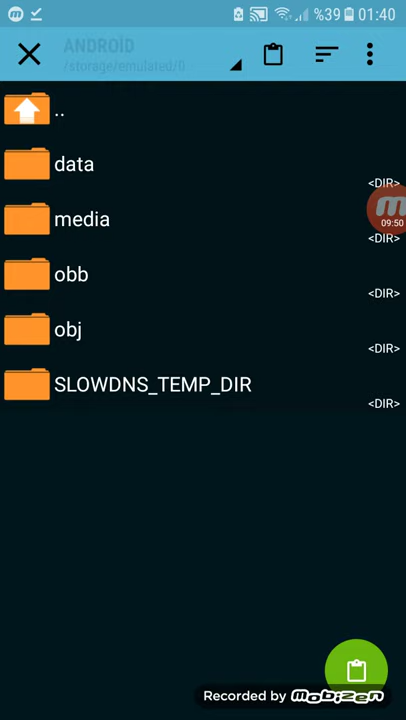 %39 01:40
ANDROİD
/storage/emulated/0
..
data
<DIR>
media
09:50
<DIR>
obb
<DIR>
obj
<DIR>
SLOWDNS_TEMP_DIR
<DIR>
Recorded by mobizen